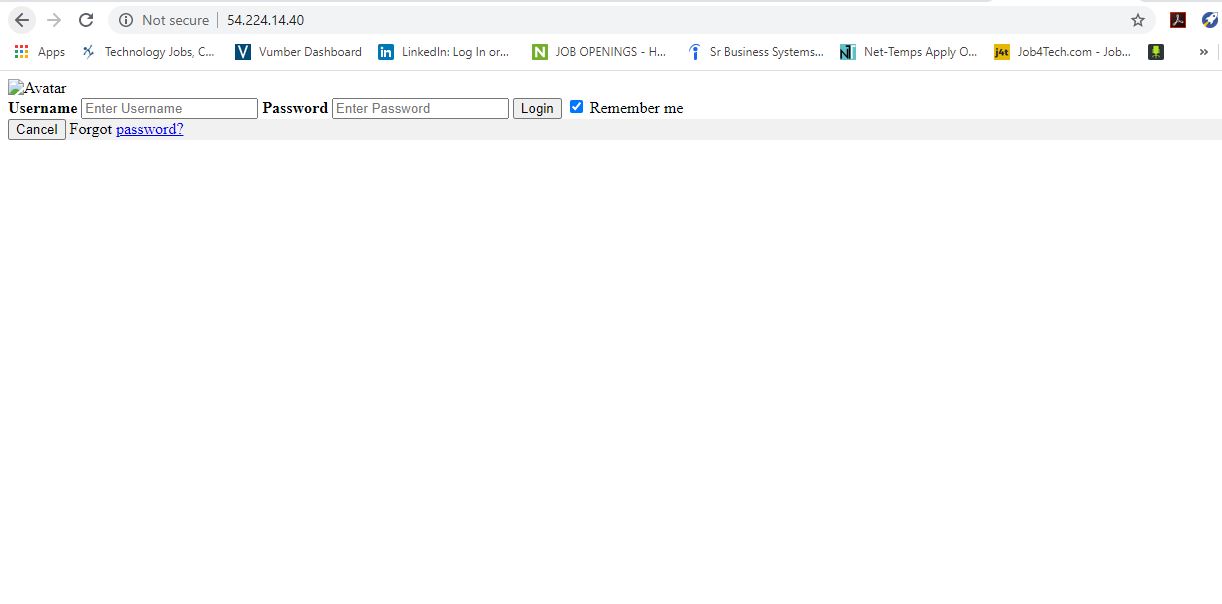 Not secure 54.224.14.40
Apps Technology Jobs, C... V Vumber Dashboard in LinkedIn: Log In or... N JOB OPENINGS - H... Sr Business Systems... NT Net-Temps Apply O... j4t Job4Tech.com - Job... »
Avatar
Username Enter Username Password Enter Password Login Remember me
Cancel Forgot password?